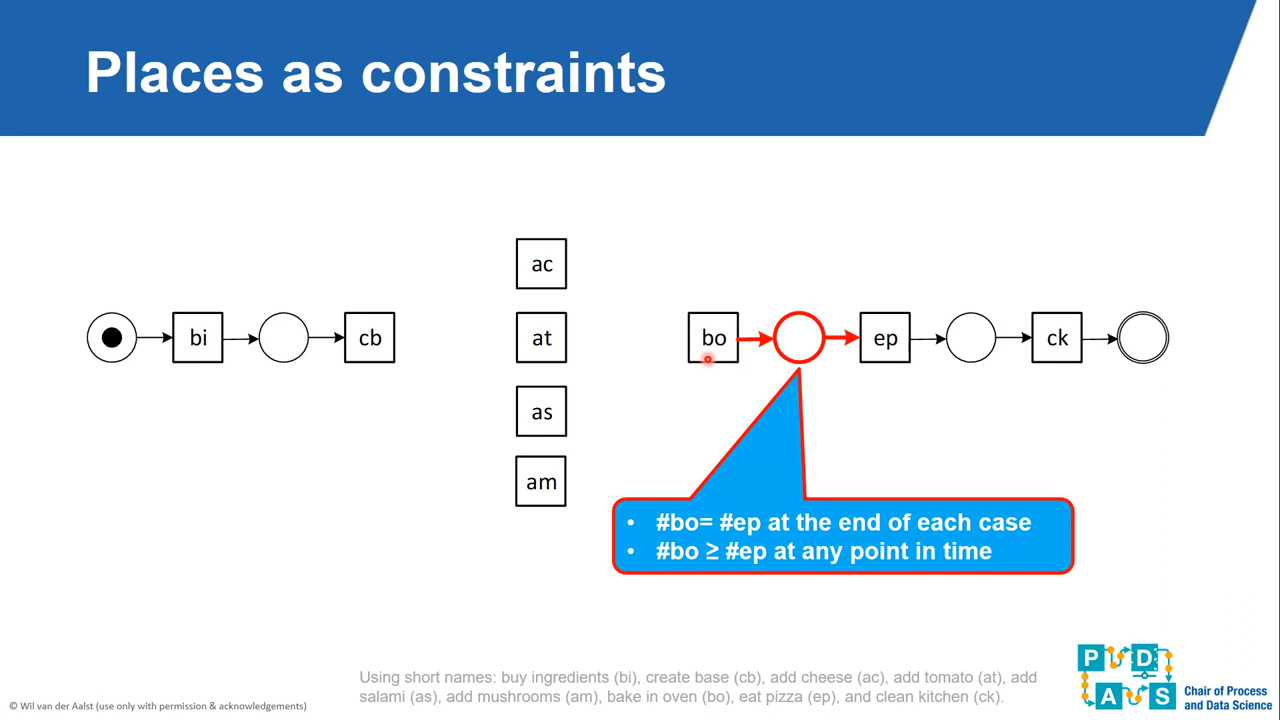 Places as constraints
ac
bi
cb
at
bo
ep
ck
as
am
• #bo= #ep at the end of each case
• #bo ≥ #ep at any point in time
Using short names: buy ingredients (bi), create base (cb), add cheese (ac), add tomato (at), add
salami (as), add mushrooms (am), bake in oven (bo), eat pizza (ep), and clean kitchen (ck).
P D
A S
Chair of Process
and Data Science
© Wil van der Aalst (use only with permission & acknowledgements)